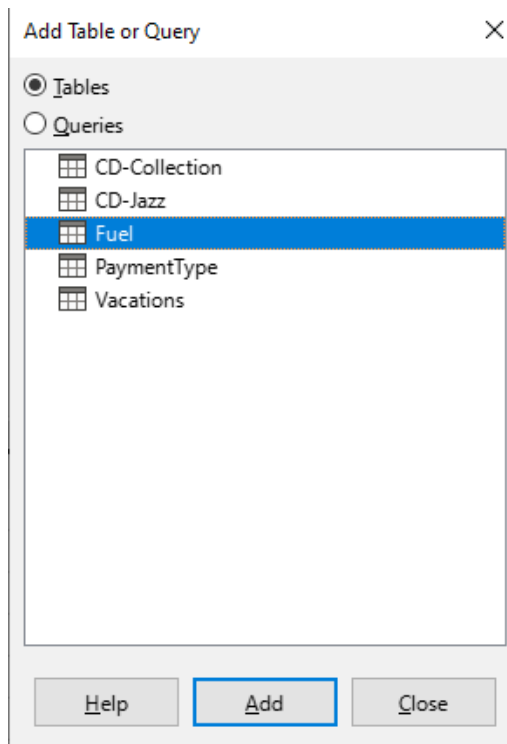 Add Table or Query
Tables
Queries
CD-Collection
CD-Jazz
Fuel
PaymentType
Vacations
Help Add Close